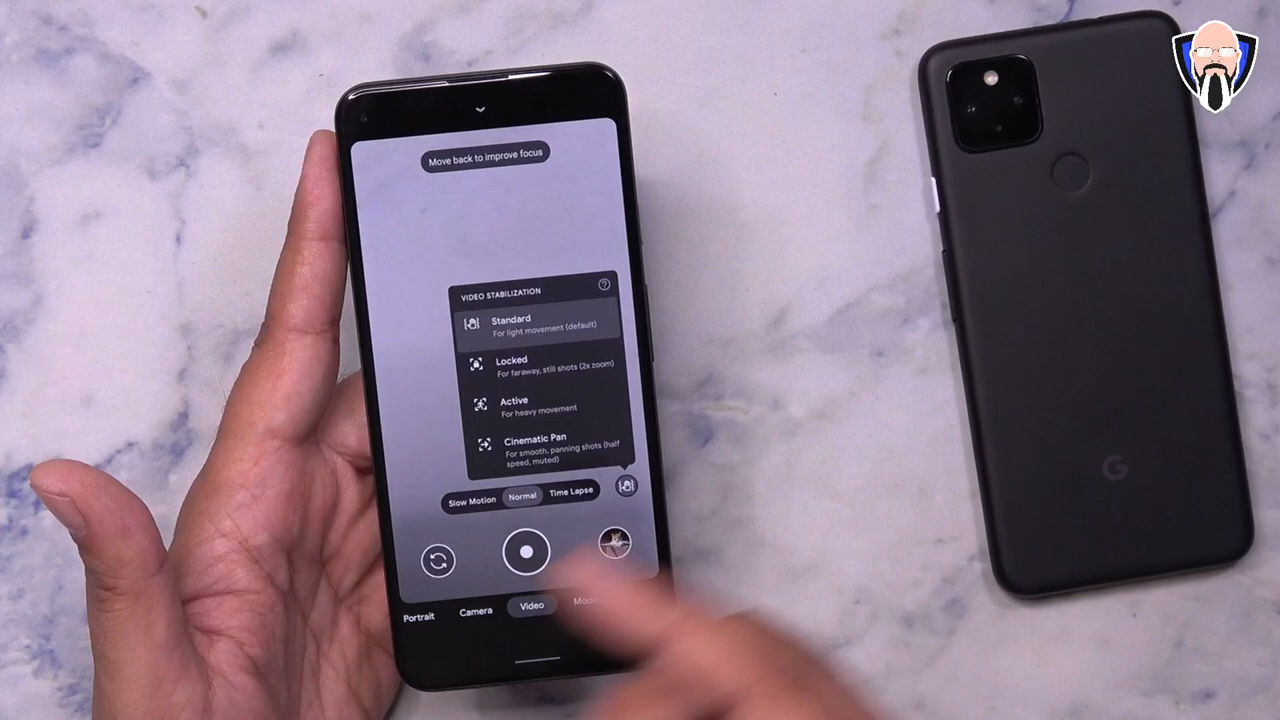 Move back to improve focus
VIDEO STABILIZATION
Standard
For light movement (default)
Locked
For faraway, still shots (2x zoom)
Active
For heavy movement
Cinematic Pan
For smooth, panning shots (half
speed, muted)
Slow Motion Normal Time Lapse
Portrait Camera Video
G